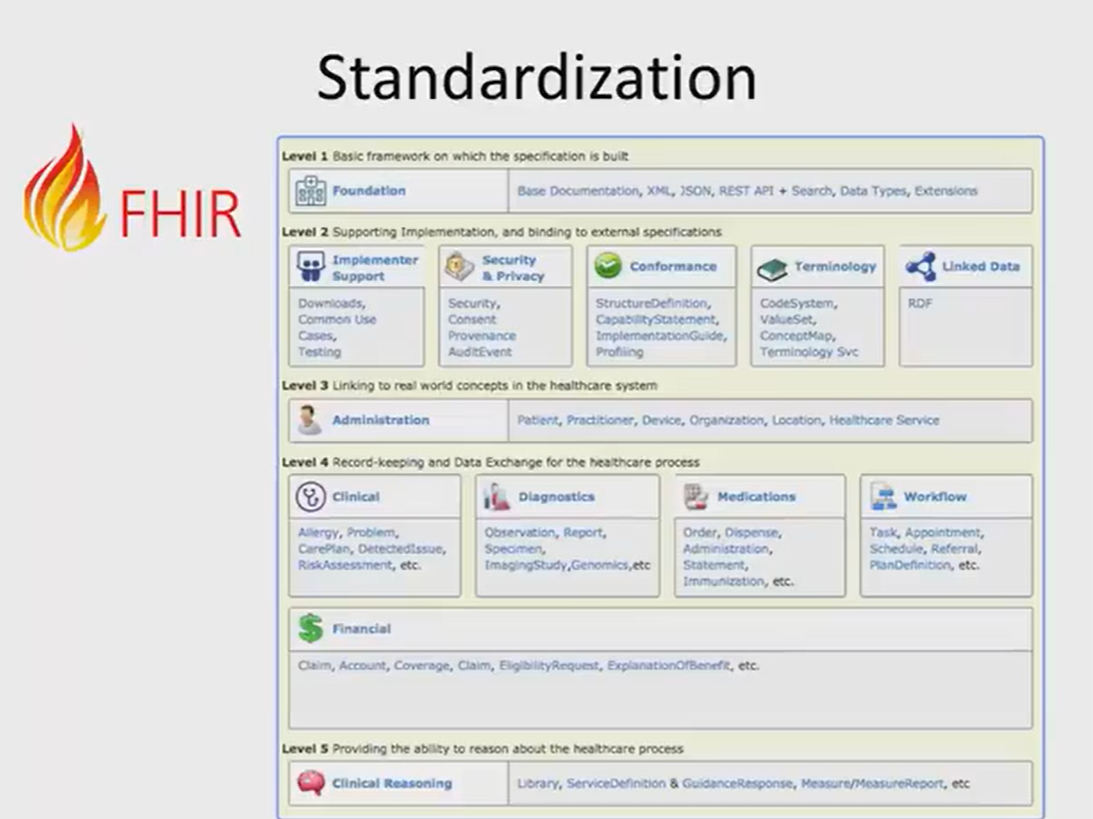 Standardization
FHIR
Level 1 Basic framework on which the specification is built
Foundation
Base Documentation, XML, JSON, REST API + Search, Data Types, Extensions
Level 2 Supporting Implementation, and binding to external specifications
Implementer
Support
Downloads,
Common Use
Cases,
Testing
Security
& Privacy
Security,
Consent
Provenance
AuditEvent
Conformance
StructureDefinition,
CapabilityStatement,
ImplementationGuide,
Profiling
Terminology
CodeSystem,
ValueSet,
ConceptMap,
Terminology Svc
Linked Data
RDF
Level 3 Linking to real world concepts in the healthcare system
Administration
Patient, Practitioner, Device, Organization, Location, Healthcare Service
Level 4 Record-keeping and Data Exchange for the healthcare process
Clinical
Allergy, Problem,
CarePlan, DetectedIssue,
RiskAssessment, etc.
Diagnostics
Observation, Report,
Specimen,
ImagingStudy,Genomics,etc
Medications
Order, Dispense,
Administration,
Statement,
Immunization, etc.
Workflow
Task, Appointment,
Schedule, Referral,
PlanDefinition, etc.
Financial
Claim, Account, Coverage, Claim, EligibilityRequest, ExplanationOfBenefit, etc.
Level 5 Providing the ability to reason about the healthcare process
Clinical Reasoning
Library, ServiceDefinition & GuidanceResponse, Measure/MeasureReport, etc